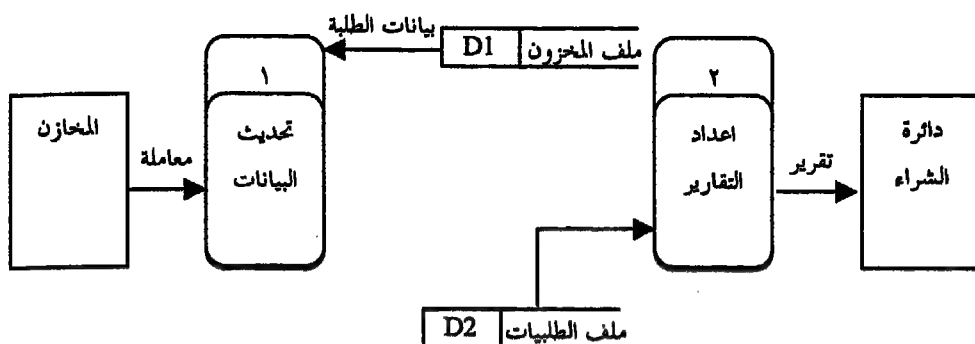 بيانات الطلبة
D1 ملف المخزون
١
٢
المخازن
معاملة
تحديث
البيانات
اعداد
التقارير
تقرير
دائرة
الشراء
D2 ملف الطلبيات